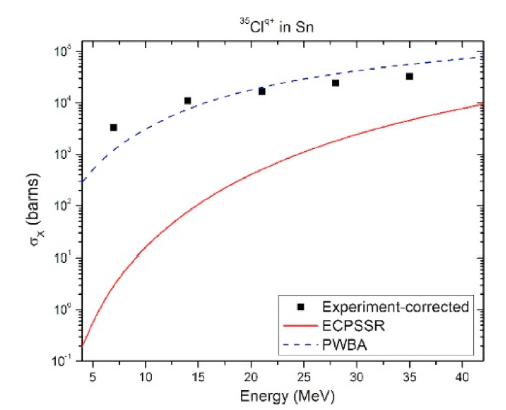 ³⁵Clᑫ⁺ in Sn
10⁵
10⁴
10³
10²
10¹
10⁰
10⁻¹
σₓ (barns)
5 10 15 20 25 30 35 40
Energy (MeV)
Experiment-corrected
ECPSSR
PWBA